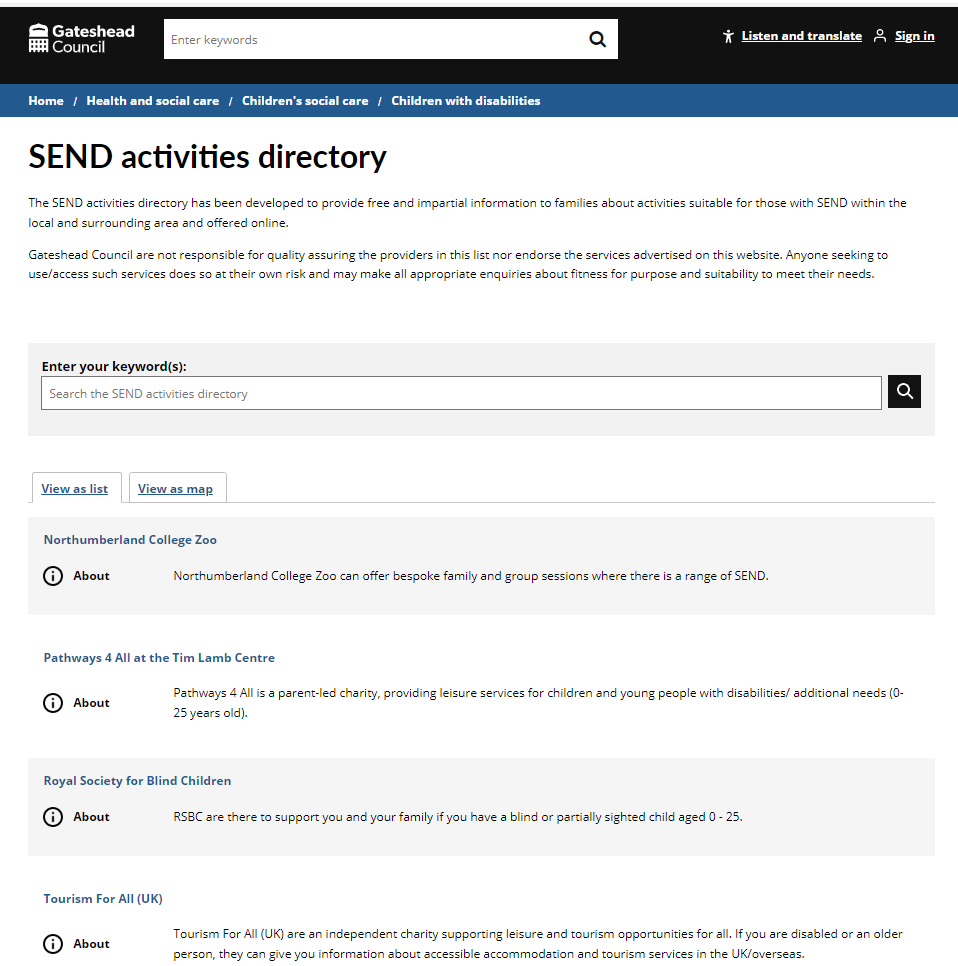 Gateshead
Council
Enter keywords
Listen and translate
Sign in
Home / Health and social care / Children's social care / Children with disabilities
SEND activities directory
The SEND activities directory has been developed to provide free and impartial information to families about activities suitable for those with SEND within the
local and surrounding area and offered online.
Gateshead Council are not responsible for quality assuring the providers in this list nor endorse the services advertised on this website. Anyone seeking to
use/access such services does so at their own risk and may make all appropriate enquiries about fitness for purpose and suitability to meet their needs.
Enter your keyword(s):
Search the SEND activities directory
View as list
View as map
Northumberland College Zoo
About
Northumberland College Zoo can offer bespoke family and group sessions where there is a range of SEND.
Pathways 4 All at the Tim Lamb Centre
About
Pathways 4 All is a parent-led charity, providing leisure services for children and young people with disabilities/ additional needs (0-
25 years old).
Royal Society for Blind Children
About
RSBC are there to support you and your family if you have a blind or partially sighted child aged 0 - 25.
Tourism For All (UK)
About
Tourism For All (UK) are an independent charity supporting leisure and tourism opportunities for all. If you are disabled or an older
person, they can give you information about accessible accommodation and tourism services in the UK/overseas.